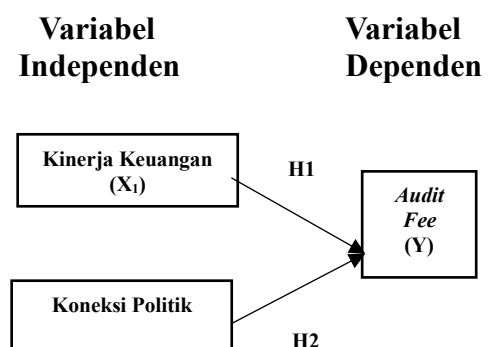 Variabel
Independen
Variabel
Dependen
Kinerja Keuangan
(X₁)
H1
Audit
Fee
(Y)
Koneksi Politik
H2